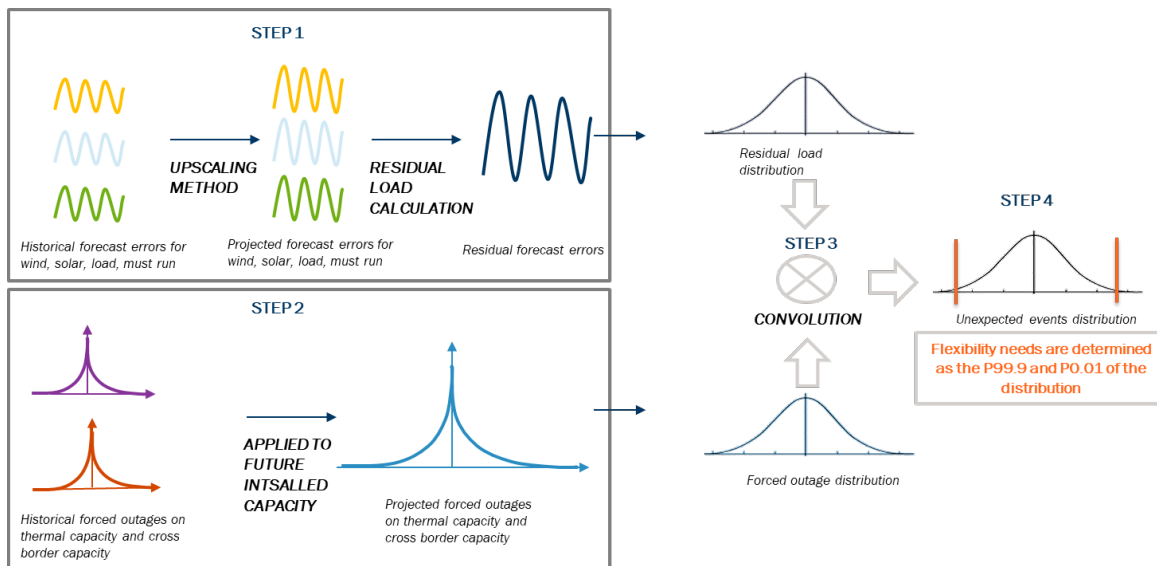 STEP 1
UPSCALING
METHOD
RESIDUAL
LOAD
CALCULATION
Historical forecast errors for
wind, solar, load, must run
Projected forecast errors for
wind, solar, load, must run
Residual forecast errors
STEP 2
APPLIED TO
FUTURE
INTSALLED
CAPACITY
Historical forced outages on
thermal capacity and cross
border capacity
Projected forced outages
on thermal capacity and
cross border capacity
Residual load
distribution
STEP 3
CONVOLUTION
Forced outage distribution
STEP 4
Unexpected events distribution
Flexibility needs are determined
as the P99.9 and P0.01 of the
distribution